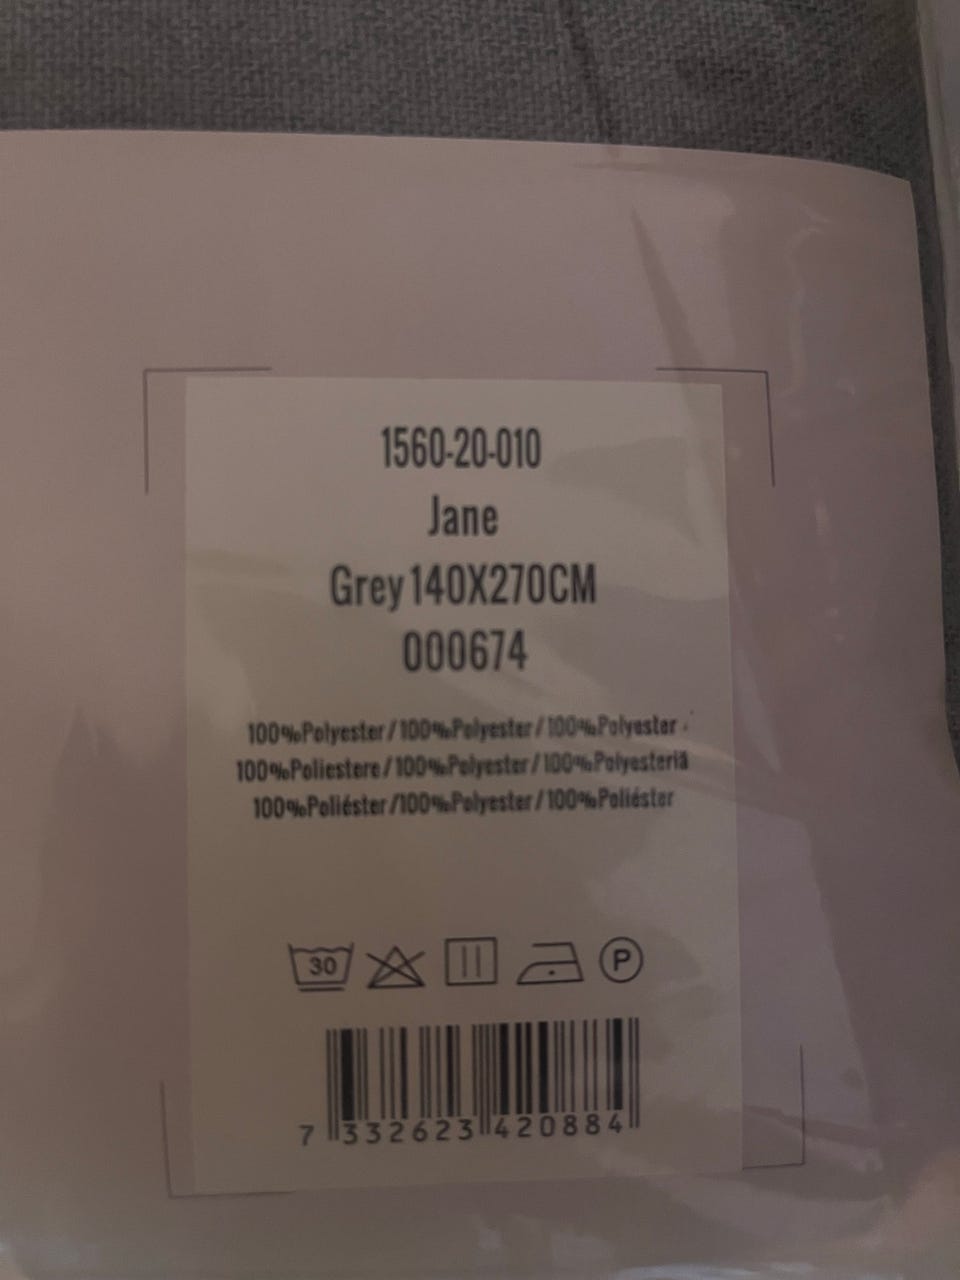 1560-20-010
Jane
Grey 140X270CM
000674
100%Polyester / 100%Polyester / 100%Polyester
100%Poliestere / 100%Polyester / 100%Polyesteriä
100%Poliéster /100%Polyester / 100%Poliéster
30 P
7 332623 420884